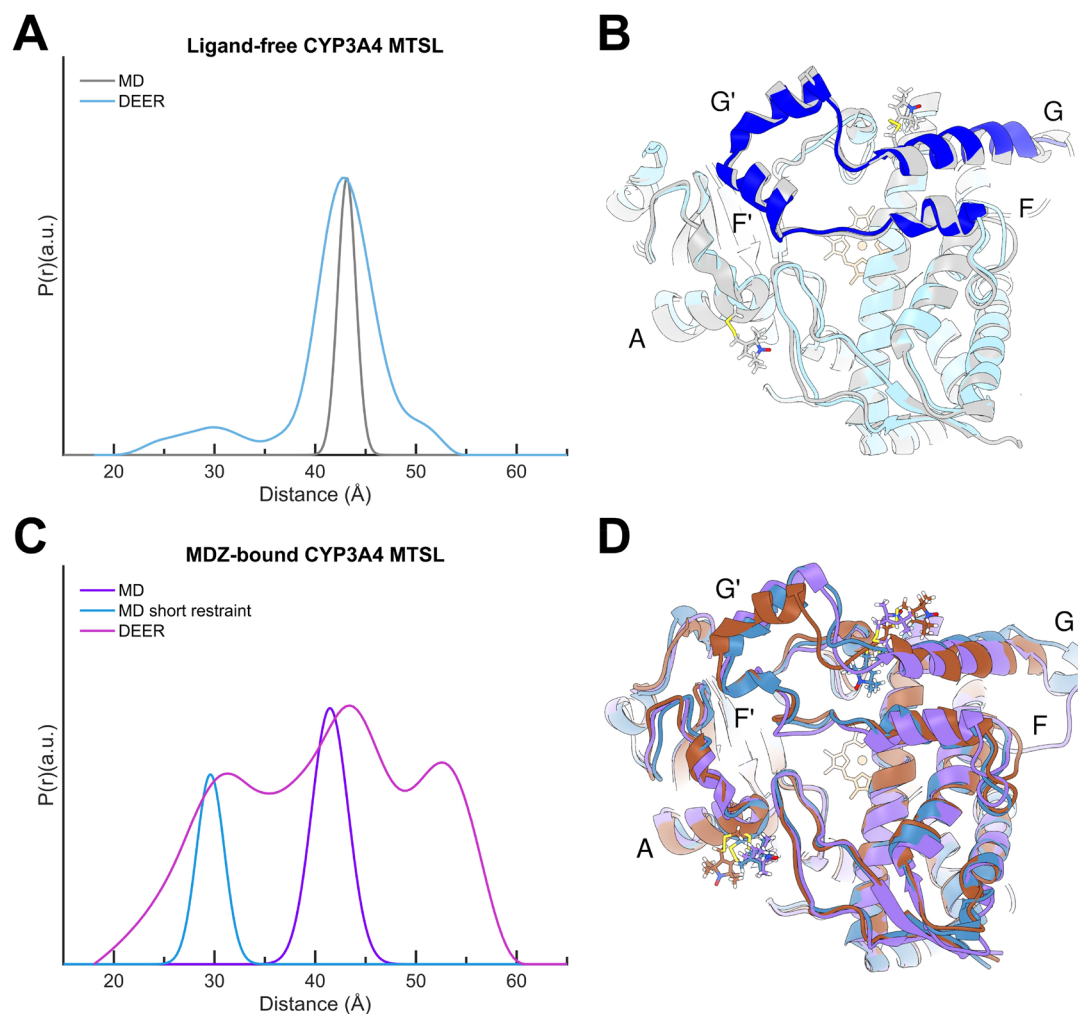 A
Ligand-free CYP3A4 MTSL
MD
DEER
P(r)(a.u.)
20 30 40 50 60
Distance (Å)
B
G'
G
F'
F
A
C
MDZ-bound CYP3A4 MTSL
MD
MD short restraint
DEER
P(r)(a.u.)
20 30 40 50 60
Distance (Å)
D
G'
G
F'
F
A